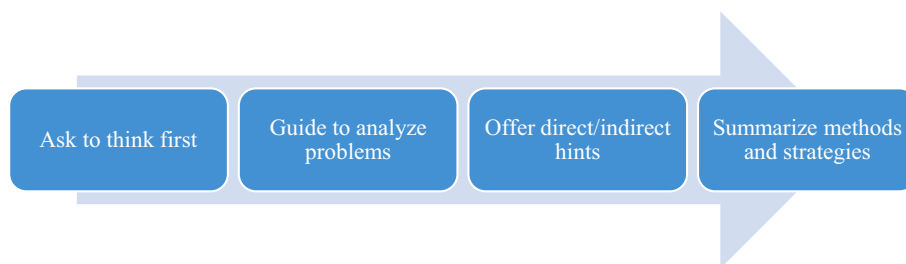 Ask to think first
Guide to analyze
problems
Offer direct/indirect
hints
Summarize methods
and strategies